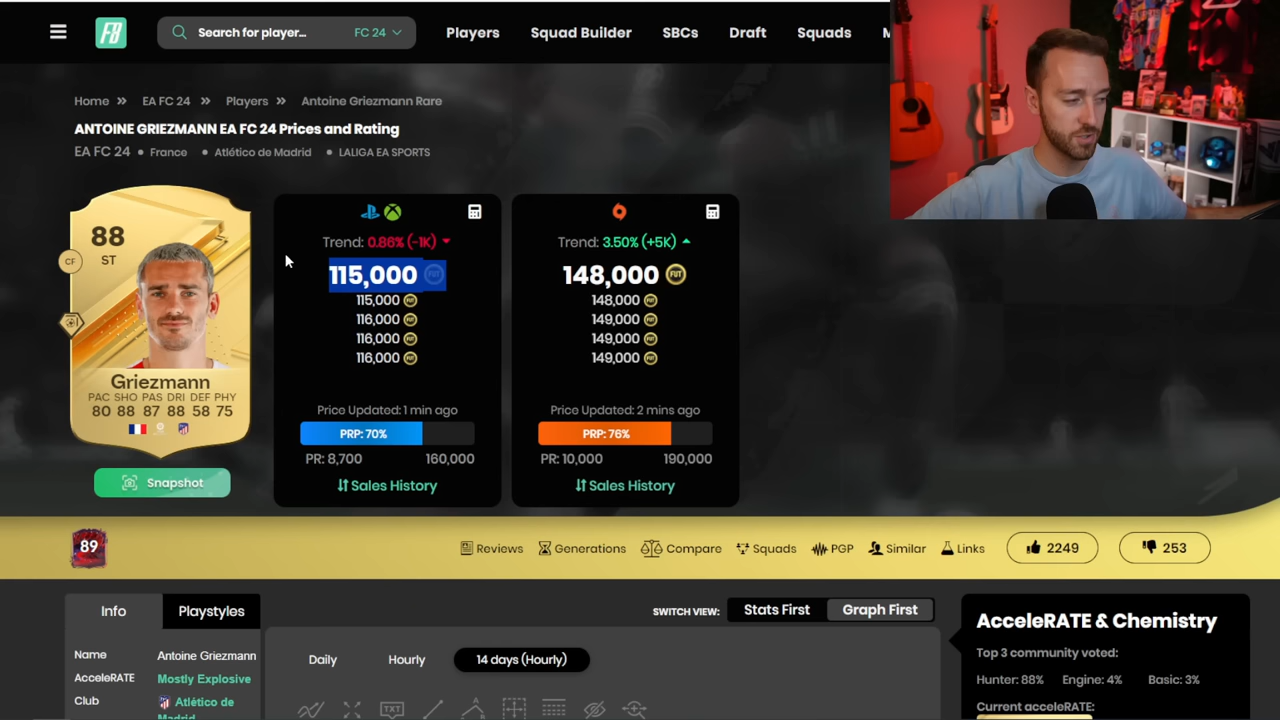 FB
Search for player...
FC 24
Players
Squad Builder
SBCs
Draft
Squads
Home » EA FC 24 » Players » Antoine Griezmann Rare
ANTOINE GRIEZMANN EA FC 24 Prices and Rating
EA FC 24 • France • Atlético de Madrid • LALIGA EA SPORTS
88
ST
CF
Griezmann
PAC SHO PAS DRI DEF PHY
80 88 87 88 58 75
Snapshot
Trend: 0.86% (-1K)
115,000
115,000
116,000
116,000
116,000
Price Updated: 1 min ago
PRP: 70%
PR: 8,700
160,000
Sales History
Trend: 3.50% (+5K)
148,000
148,000
149,000
149,000
149,000
Price Updated: 2 mins ago
PRP: 76%
PR: 10,000
190,000
Sales History
89
Reviews
Generations
Compare
Squads
PGP
Similar
Links
2249
253
Info
Playstyles
SWITCH VIEW:
Stats First
Graph First
Name
Antoine Griezmann
AcceleRATE
Mostly Explosive
Club
Atlético de
Madrid
Daily
Hourly
14 days (Hourly)
TXT
AcceleRATE & Chemistry
Top 3 community voted:
Hunter: 88%
Engine: 4%
Basic: 3%
Current acceleRATE: